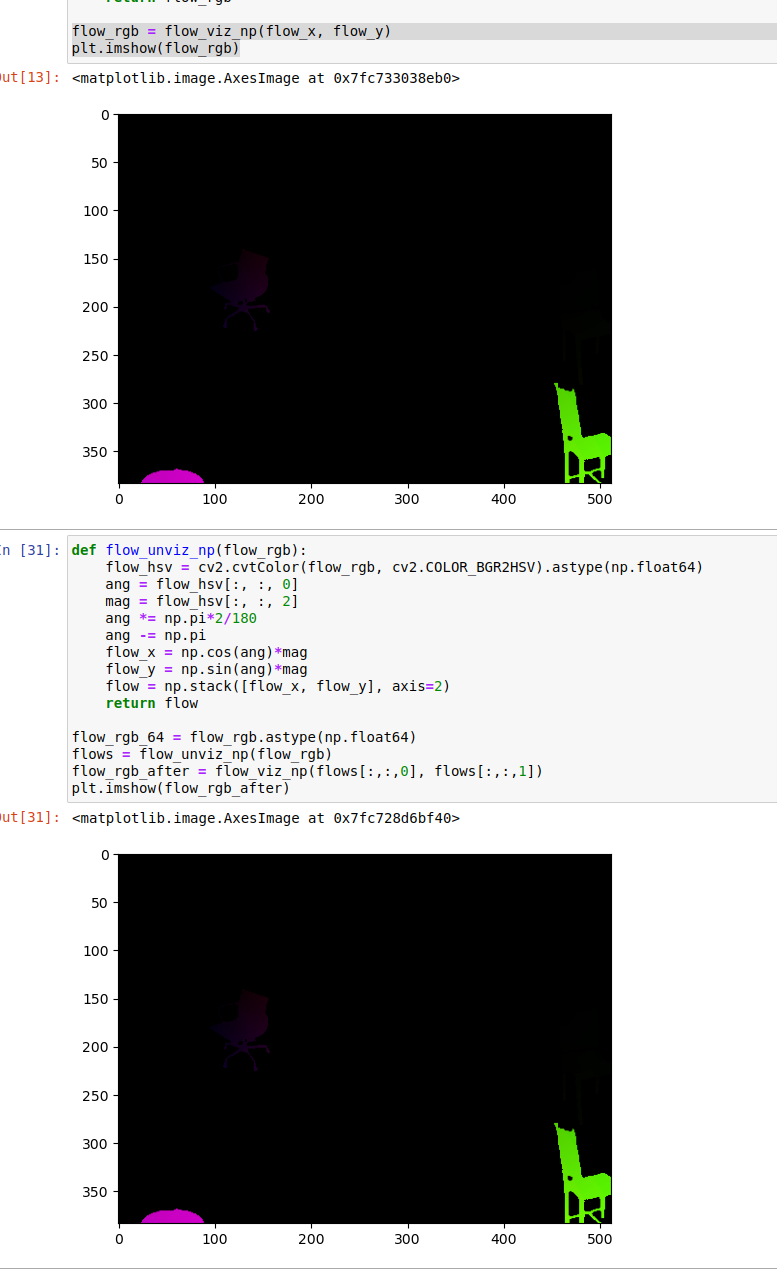 return flow_rgb
flow_rgb = flow_viz_np(flow_x, flow_y)
plt.imshow(flow_rgb)
ut[13]: <matplotlib.image.AxesImage at 0x7fc733038eb0>
0
50
100
150
200
250
300
350
0 100 200 300 400 500
n [31]: def flow_unviz_np(flow_rgb):
    flow_hsv = cv2.cvtColor(flow_rgb, cv2.COLOR_BGR2HSV).astype(np.float64)
    ang = flow_hsv[:, :, 0]
    mag = flow_hsv[:, :, 2]
    ang *= np.pi*2/180
    ang -= np.pi
    flow_x = np.cos(ang)*mag
    flow_y = np.sin(ang)*mag
    flow = np.stack([flow_x, flow_y], axis=2)
    return flow
flow_rgb_64 = flow_rgb.astype(np.float64)
flows = flow_unviz_np(flow_rgb)
flow_rgb_after = flow_viz_np(flows[:,:,0], flows[:,:,1])
plt.imshow(flow_rgb_after)
ut[31]: <matplotlib.image.AxesImage at 0x7fc728d6bf40>
0
50
100
150
200
250
300
350
0 100 200 300 400 500